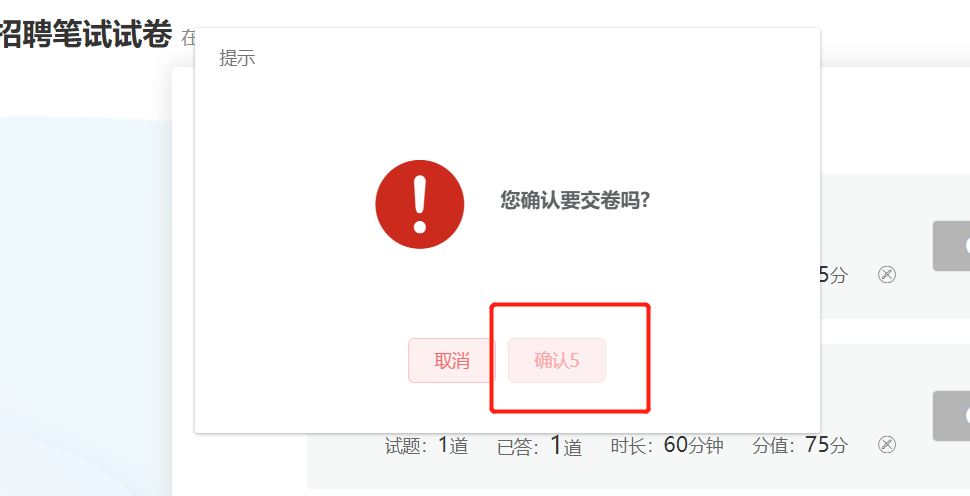 招聘笔试试卷 在
提示
您确认要交卷吗?
5分
取消 确认5
试题：1道 已答：1道 时长：60分钟 分值：75分